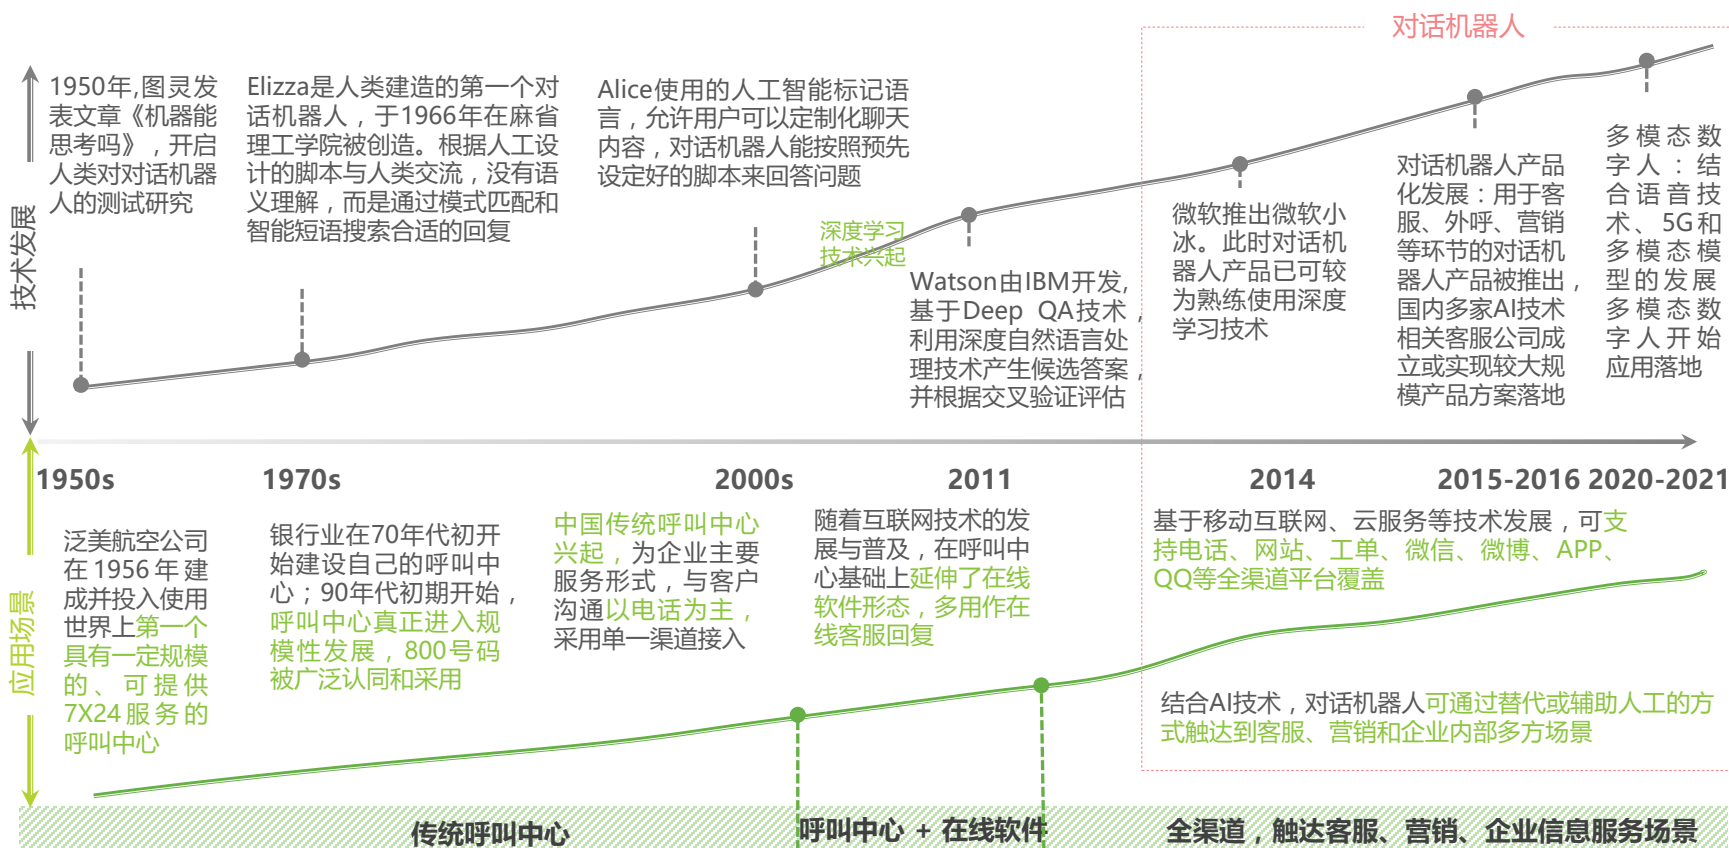 对话机器人
技术发展
1950年,图灵发
表文章《机器能
思考吗》，开启
人类对对话机器
人的测试研究
Elizza是人类建造的第一个对
话机器人，于1966年在麻省
理工学院被创造。根据人工设
计的脚本与人类交流，没有语
义理解，而是通过模式匹配和
智能短语搜索合适的回复
Alice使用的人工智能标记语
言，允许用户可以定制化聊天
内容，对话机器人能按照预先
设定好的脚本来回答问题
深度学习
技术兴起
Watson由IBM开发,
基于Deep QA技术，
利用深度自然语言处
理技术产生候选答案，
并根据交叉验证评估
微软推出微软小
冰。此时对话机
器人产品已可较
为熟练使用深度
学习技术
对话机器人产品
化发展：用于客
服、外呼、营销
等环节的对话机
器人产品被推出，
国内多家AI技术
相关客服公司成
立或实现较大规
模产品方案落地
多模态数
字人：结
合语音技
术、5G和
多模态模
型的发展
多模态数
字人开始
应用落地
1950s
1970s
2000s
2011
2014
2015-2016
2020-2021
应用场景
泛美航空公司
在1956年建
成并投入使用
世界上第一个
具有一定规模
的、可提供
7X24服务的
呼叫中心
银行业在70年代初开
始建设自己的呼叫中
心；90年代初期开始，
呼叫中心真正进入规
模性发展，800号码
被广泛认同和采用
中国传统呼叫中心
兴起，为企业主要
服务形式，与客户
沟通以电话为主，
采用单一渠道接入
随着互联网技术的发
展与普及，在呼叫中
心基础上延伸了在线
软件形态，多用作在
线客服回复
基于移动互联网、云服务等技术发展，可支
持电话、网站、工单、微信、微博、APP、
QQ等全渠道平台覆盖
结合AI技术，对话机器人可通过替代或辅助人工的方
式触达到客服、营销和企业内部多方场景
传统呼叫中心
呼叫中心 + 在线软件
全渠道，触达客服、营销、企业信息服务场景